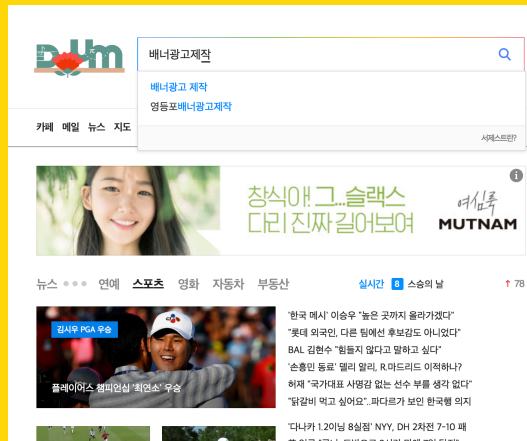 Daum
배너광고제작
배너광고 제작
영등포배너광고제작
서제스트란?
카페 메일 뉴스 지도
창식아! 그...슬랙스
다리 진짜 길어보여
여심룩
MUTNAM
뉴스 연예 스포츠 영화 자동차 부동산
실시간 8 스승의 날 ↑ 78
김시우 PGA 우승
플레이어스 챔피언십 '최연소' 우승
'한국 메시' 이승우 "높은 곳까지 올라가겠다"
"롯데 외국인, 다른 팀에선 후보감도 아니었다"
BAL 김현수 "힘들지 않다고 말하고 싶다"
'손흥민 동료' 델리 알리, R.마드리드 이적하나?
허재 "국가대표 사명감 없는 선수 부를 생각 없다"
"닭갈비 먹고 싶어요"..파다르가 보인 한국행 의지
'다나카 1.2이닝 8실점' NYY, DH 2차전 7-10 패